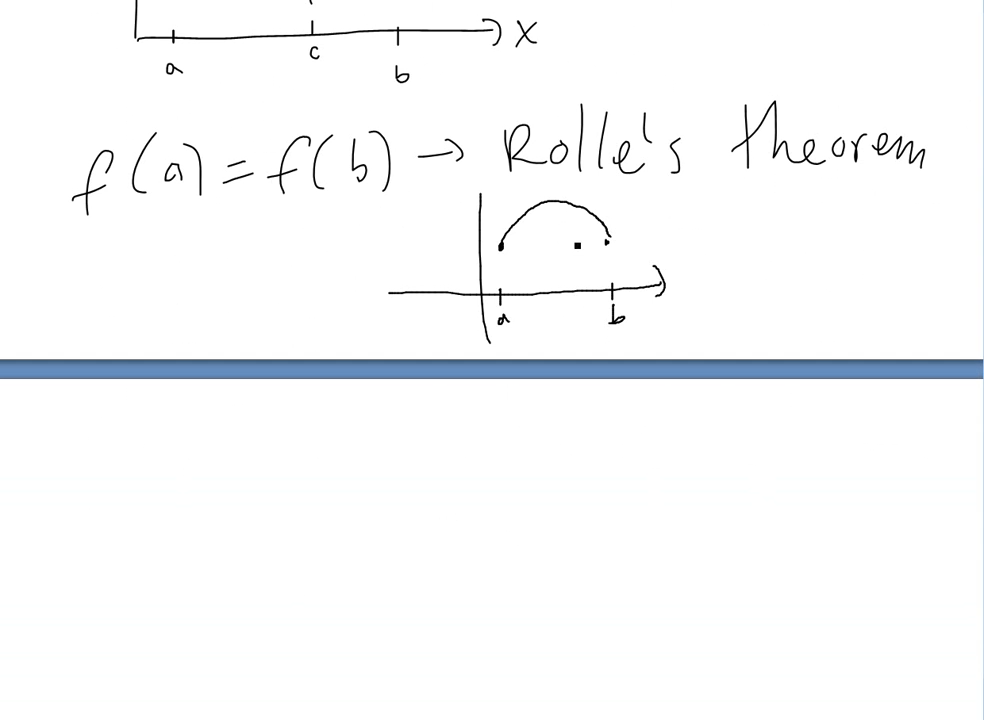 a c b x
f(a) = f(b) → Rolle's theorem
a b